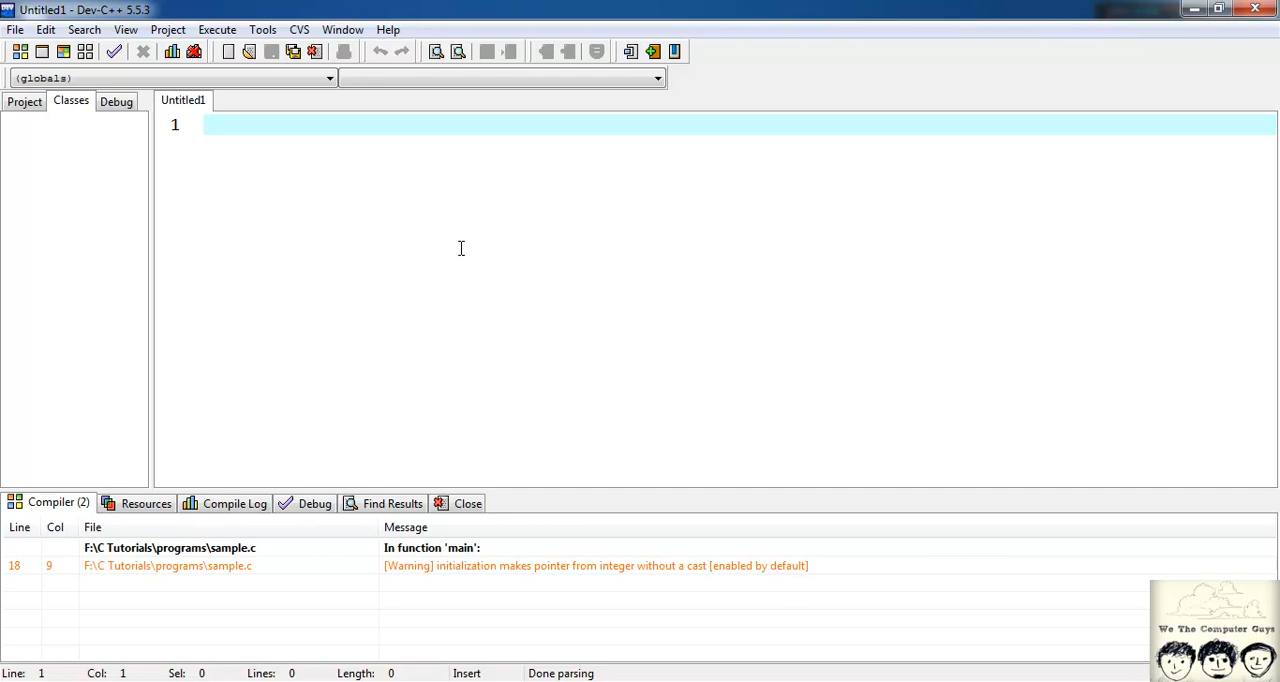 Untitled1 - Dev-C++ 5.5.3
File Edit Search View Project Execute Tools CVS Window Help
(globals)
Project Classes Debug Untitled1
1
Compiler (2) Resources Compile Log Debug Find Results Close
Line Col File Message
F:\C Tutorials\programs\sample.c In function 'main':
18 9 F:\C Tutorials\programs\sample.c [Warning] initialization makes pointer from integer without a cast [enabled by default]
We The Computer Guys
Line: 1 Col: 1 Sel: 0 Lines: 0 Length: 0 Insert Done parsing